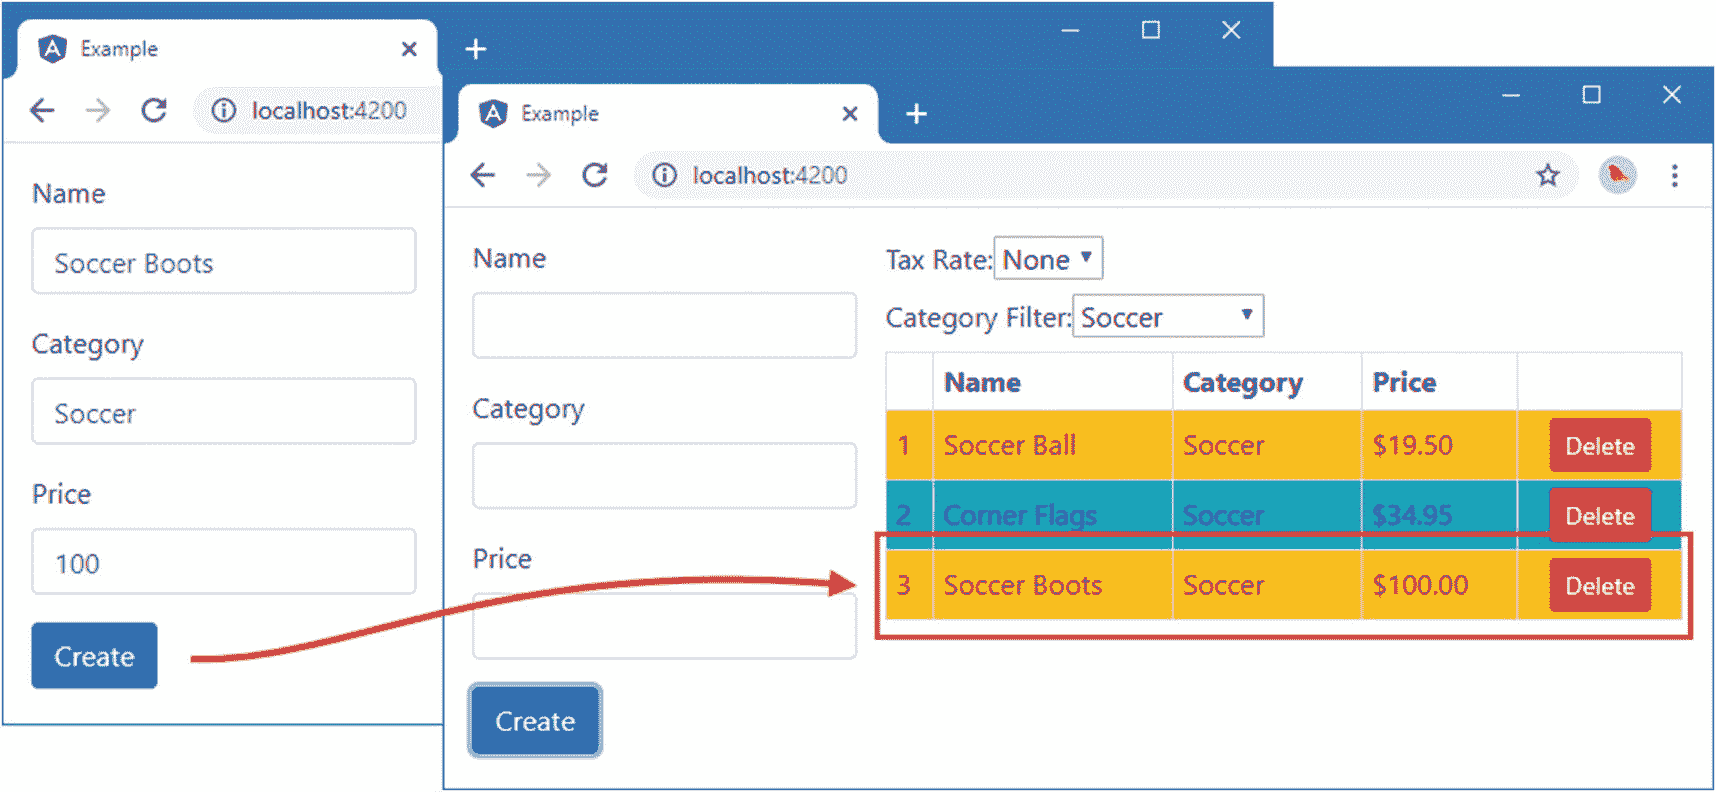 Example
localhost:4200
Name
Soccer Boots
Category
Soccer
Price
100
Create
Example
localhost:4200
Name
Category
Price
Create
Tax Rate: None
Category Filter: Soccer
Name Category Price
1 Soccer Ball Soccer $19.50 Delete
2 Corner Flags Soccer $34.95 Delete
3 Soccer Boots Soccer $100.00 Delete